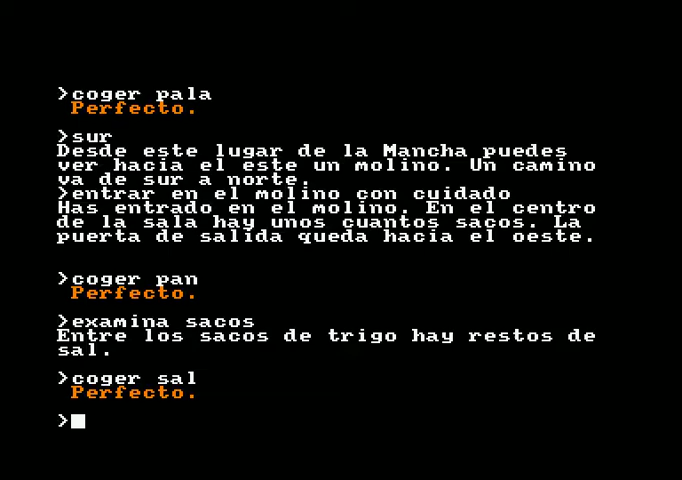 >coger pala
Perfecto.
>sur
Desde este lugar de la Mancha puedes
ver hacia el este un molino. Un camino
va de sur a norte.
>entrar en el molino con cuidado
Has entrado en el molino. En el centro
de la sala hay unos cuantos sacos. La
puerta de salida queda hacia el oeste.
>coger pan
Perfecto.
>examina sacos
Entre los sacos de trigo hay restos de
sal.
>coger sal
Perfecto.
>